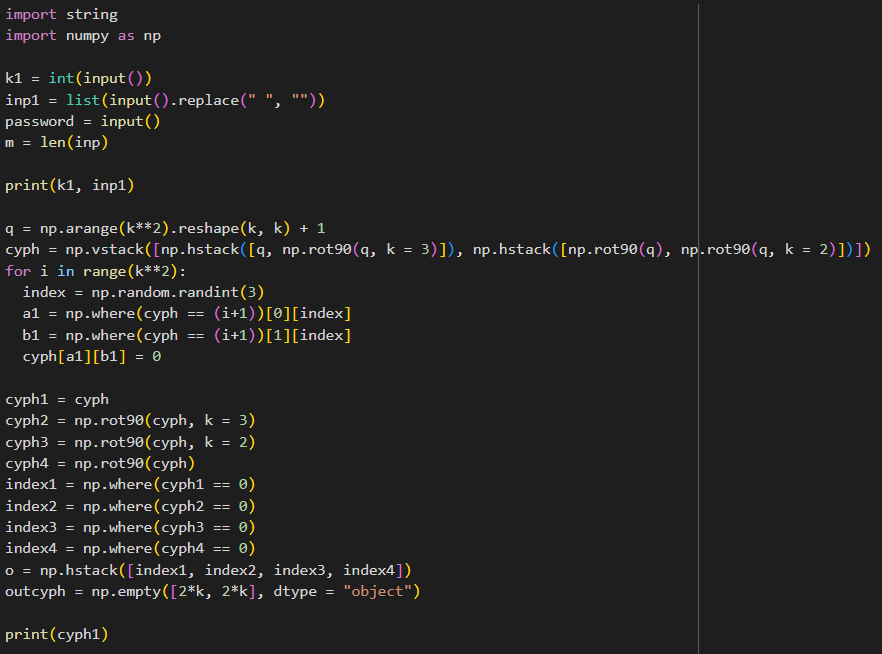 import string
import numpy as np
k1 = int(input())
inp1 = list(input().replace(" ", ""))
password = input()
m = len(inp)
print(k1, inp1)
q = np.arange(k**2).reshape(k, k) + 1
cyph = np.vstack([np.hstack([q, np.rot90(q, k = 3)]), np.hstack([np.rot90(q), np.rot90(q, k = 2)])])
for i in range(k**2):
  index = np.random.randint(3)
  a1 = np.where(cyph == (i+1))[0][index]
  b1 = np.where(cyph == (i+1))[1][index]
  cyph[a1][b1] = 0
cyph1 = cyph
cyph2 = np.rot90(cyph, k = 3)
cyph3 = np.rot90(cyph, k = 2)
cyph4 = np.rot90(cyph)
index1 = np.where(cyph1 == 0)
index2 = np.where(cyph2 == 0)
index3 = np.where(cyph3 == 0)
index4 = np.where(cyph4 == 0)
o = np.hstack([index1, index2, index3, index4])
outcyph = np.empty([2*k, 2*k], dtype = "object")
print(cyph1)